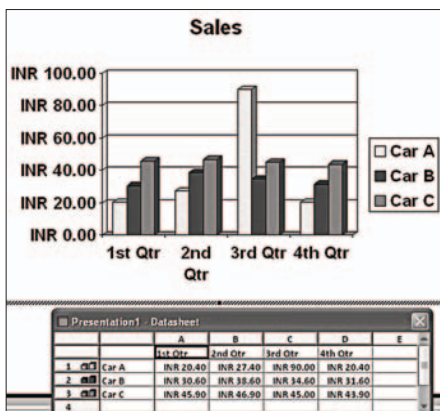 Sales
INR 100.00
INR 80.00
INR 60.00
INR 40.00
INR 20.00
INR 0.00
1st Qtr 2nd Qtr 3rd Qtr 4th Qtr
Car A
Car B
Car C
Presentation1 - Datasheet
A B C D E
1st Qtr 2nd Qtr 3rd Qtr 4th Qtr
1 Car A INR 20.40 INR 27.40 INR 90.00 INR 20.40
2 Car B INR 30.60 INR 38.60 INR 34.60 INR 31.60
3 Car C INR 45.90 INR 46.90 INR 45.00 INR 43.90
4